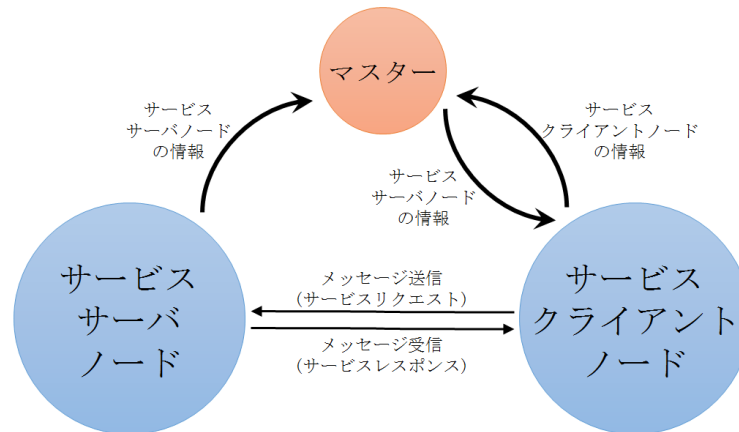 マスター
サービス
サーバノード
の情報
サービス
クライアントノード
の情報
サービス
サーバノード
の情報
サービス
サーバ
ノード
メッセージ送信
(サービスリクエスト)
メッセージ受信
(サービスレスポンス)
サービス
クライアント
ノード